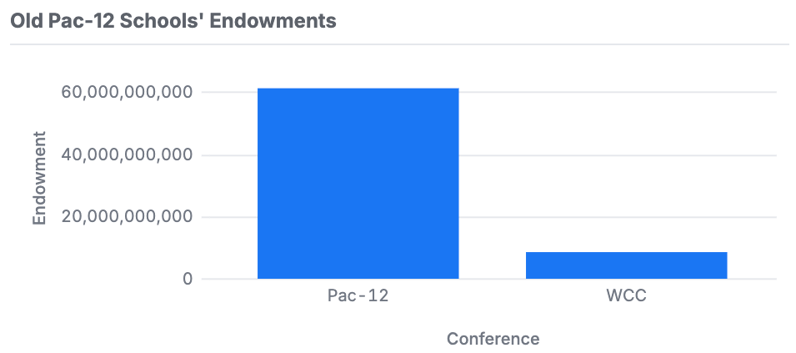 Old Pac-12 Schools' Endowments
60,000,000,000
40,000,000,000
20,000,000,000
0
Endowment
Pac-12
WCC
Conference